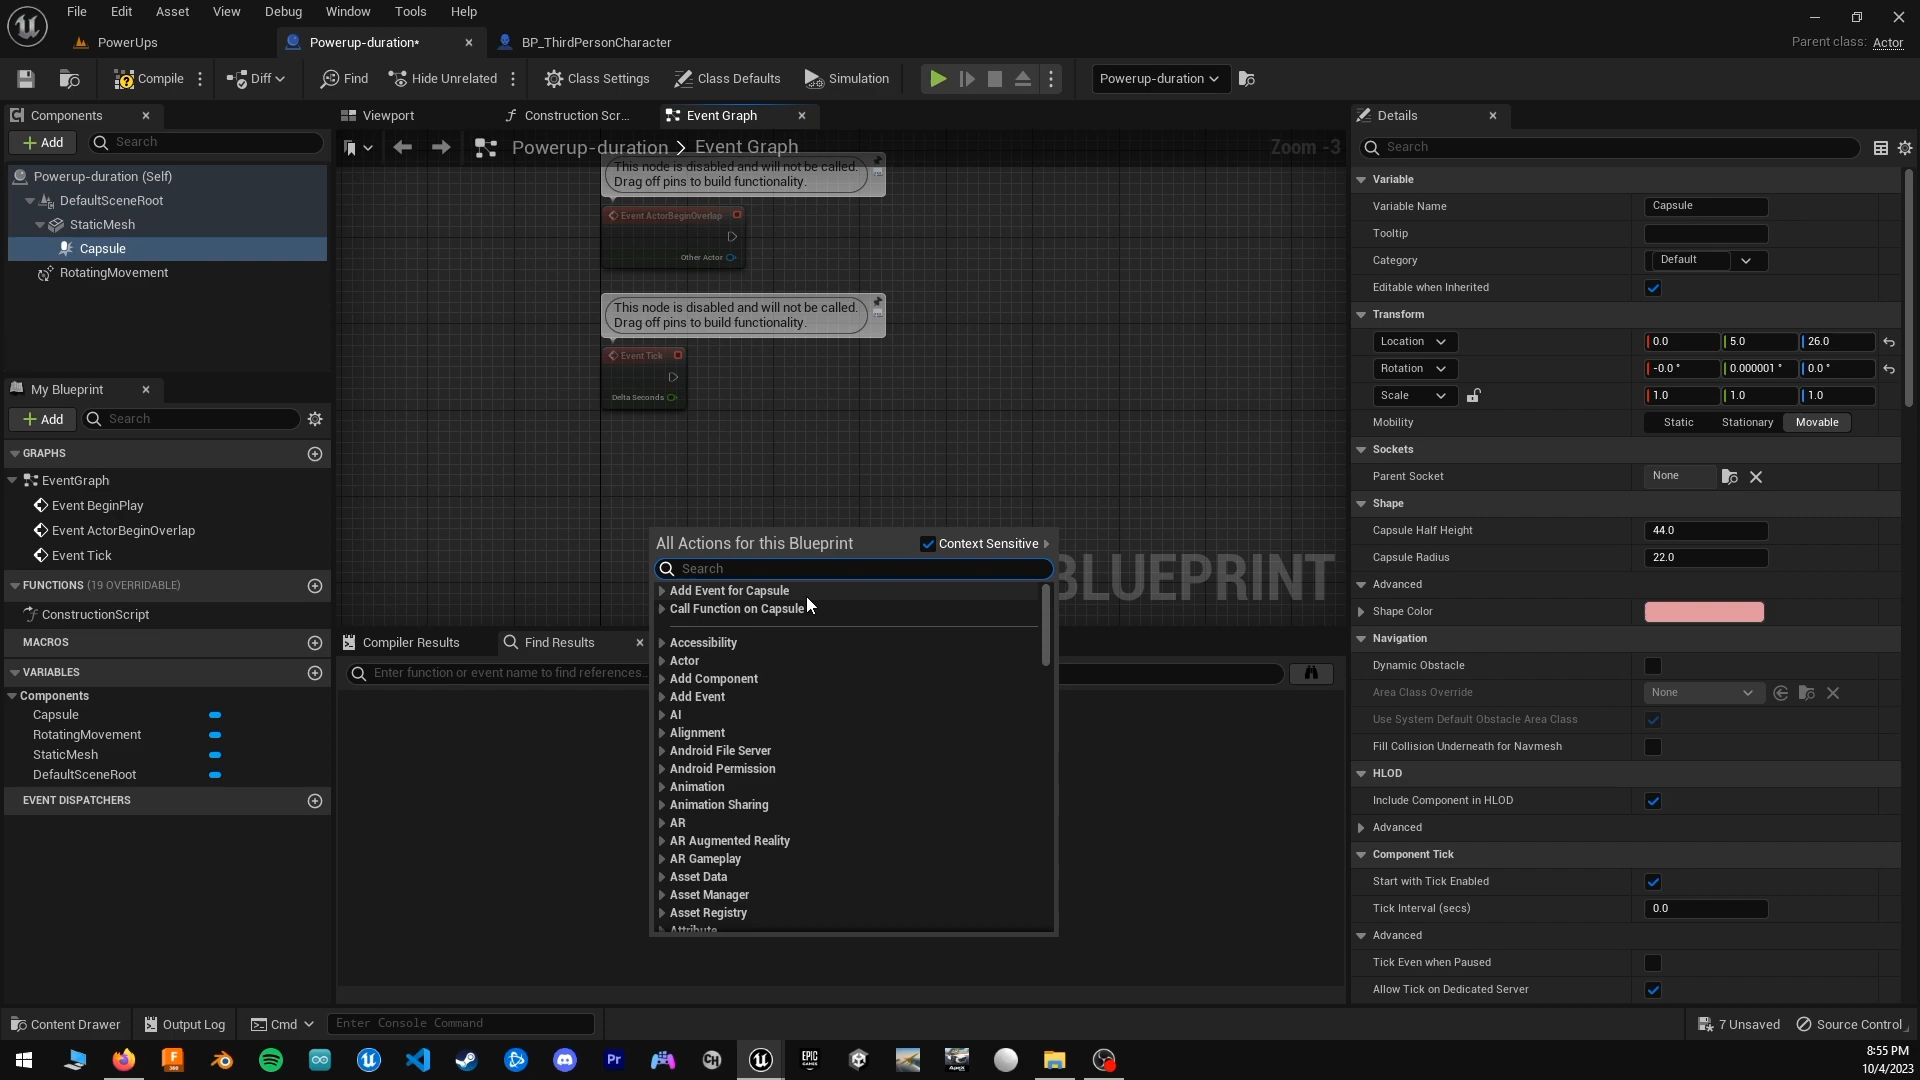 File Edit Asset View Debug Window Tools Help
PowerUps Powerup-duration* BP_ThirdPersonCharacter
Parent class: Actor
Compile Diff Find Hide Unrelated Class Settings Class Defaults Simulation Powerup-duration
Components
Add Search
Powerup-duration (Self)
DefaultSceneRoot
StaticMesh
Capsule
RotatingMovement
My Blueprint
Add Search
GRAPHS
EventGraph
Event BeginPlay
Event ActorBeginOverlap
Event Tick
FUNCTIONS (19 OVERRIDABLE)
ConstructionScript
MACROS
VARIABLES
Components
Capsule
RotatingMovement
StaticMesh
DefaultSceneRoot
EVENT DISPATCHERS
Viewport Construction Scr... Event Graph
Powerup-duration > Event Graph Zoom -3
This node is disabled and will not be called.
Drag off pins to build functionality.
Event ActorBeginOverlap
Other Actor
This node is disabled and will not be called.
Drag off pins to build functionality.
Event Tick
Delta Seconds
BLUEPRINT
All Actions for this Blueprint Context Sensitive
Search
Add Event for Capsule
Call Function on Capsule
Accessibility
Actor
Add Component
Add Event
AI
Alignment
Android File Server
Android Permission
Animation
Animation Sharing
AR
AR Augmented Reality
AR Gameplay
Asset Data
Asset Manager
Asset Registry
Attribute
Compiler Results Find Results
Enter function or event name to find references...
Details
Search
Variable
Variable Name Capsule
Tooltip
Category Default
Editable when Inherited
Transform
Location 0.0 5.0 26.0
Rotation -0.0 ° 0.000001 ° 0.0 °
Scale 1.0 1.0 1.0
Mobility Static Stationary Movable
Sockets
Parent Socket None
Shape
Capsule Half Height 44.0
Capsule Radius 22.0
Advanced
Shape Color
Navigation
Dynamic Obstacle
Area Class Override None
Use System Default Obstacle Area Class
Fill Collision Underneath for Navmesh
HLOD
Include Component in HLOD
Advanced
Component Tick
Start with Tick Enabled
Tick Interval (secs) 0.0
Advanced
Tick Even when Paused
Allow Tick on Dedicated Server
Content Drawer Output Log Cmd Enter Console Command 7 Unsaved Source Control
8:55 PM
10/4/2023